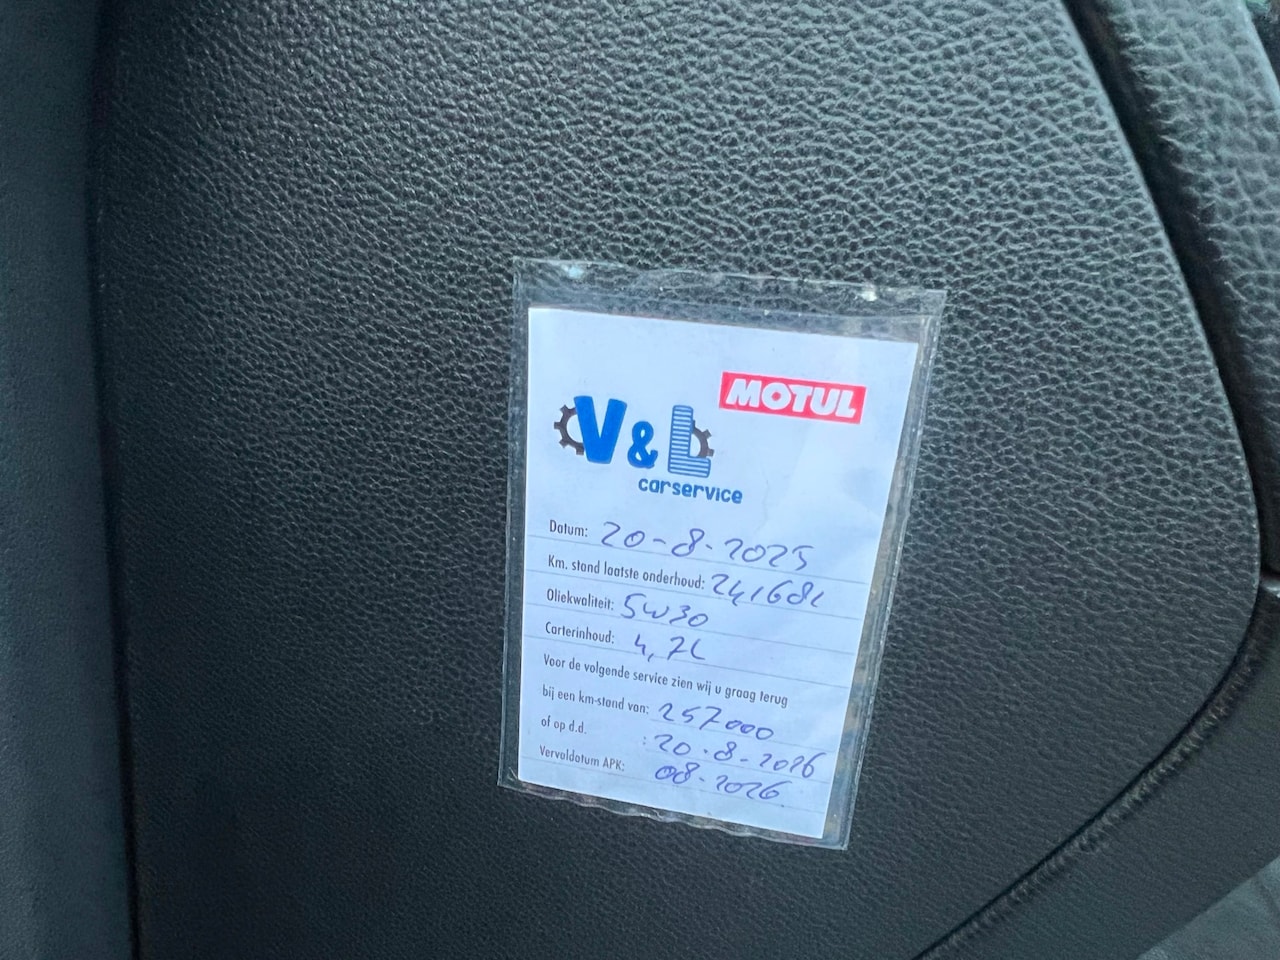 MOTUL
V & L
carservice
Datum: 20-8-2025
Km. stand laatste onderhoud: 241681
Oliekwaliteit: 5W30
Carterinhoud: 4,7L
Voor de volgende service zien wij u graag terug
bij een km-stand van: 257000
of op d.d. : 20-8-2026
Vervaldatum APK: 08-2026